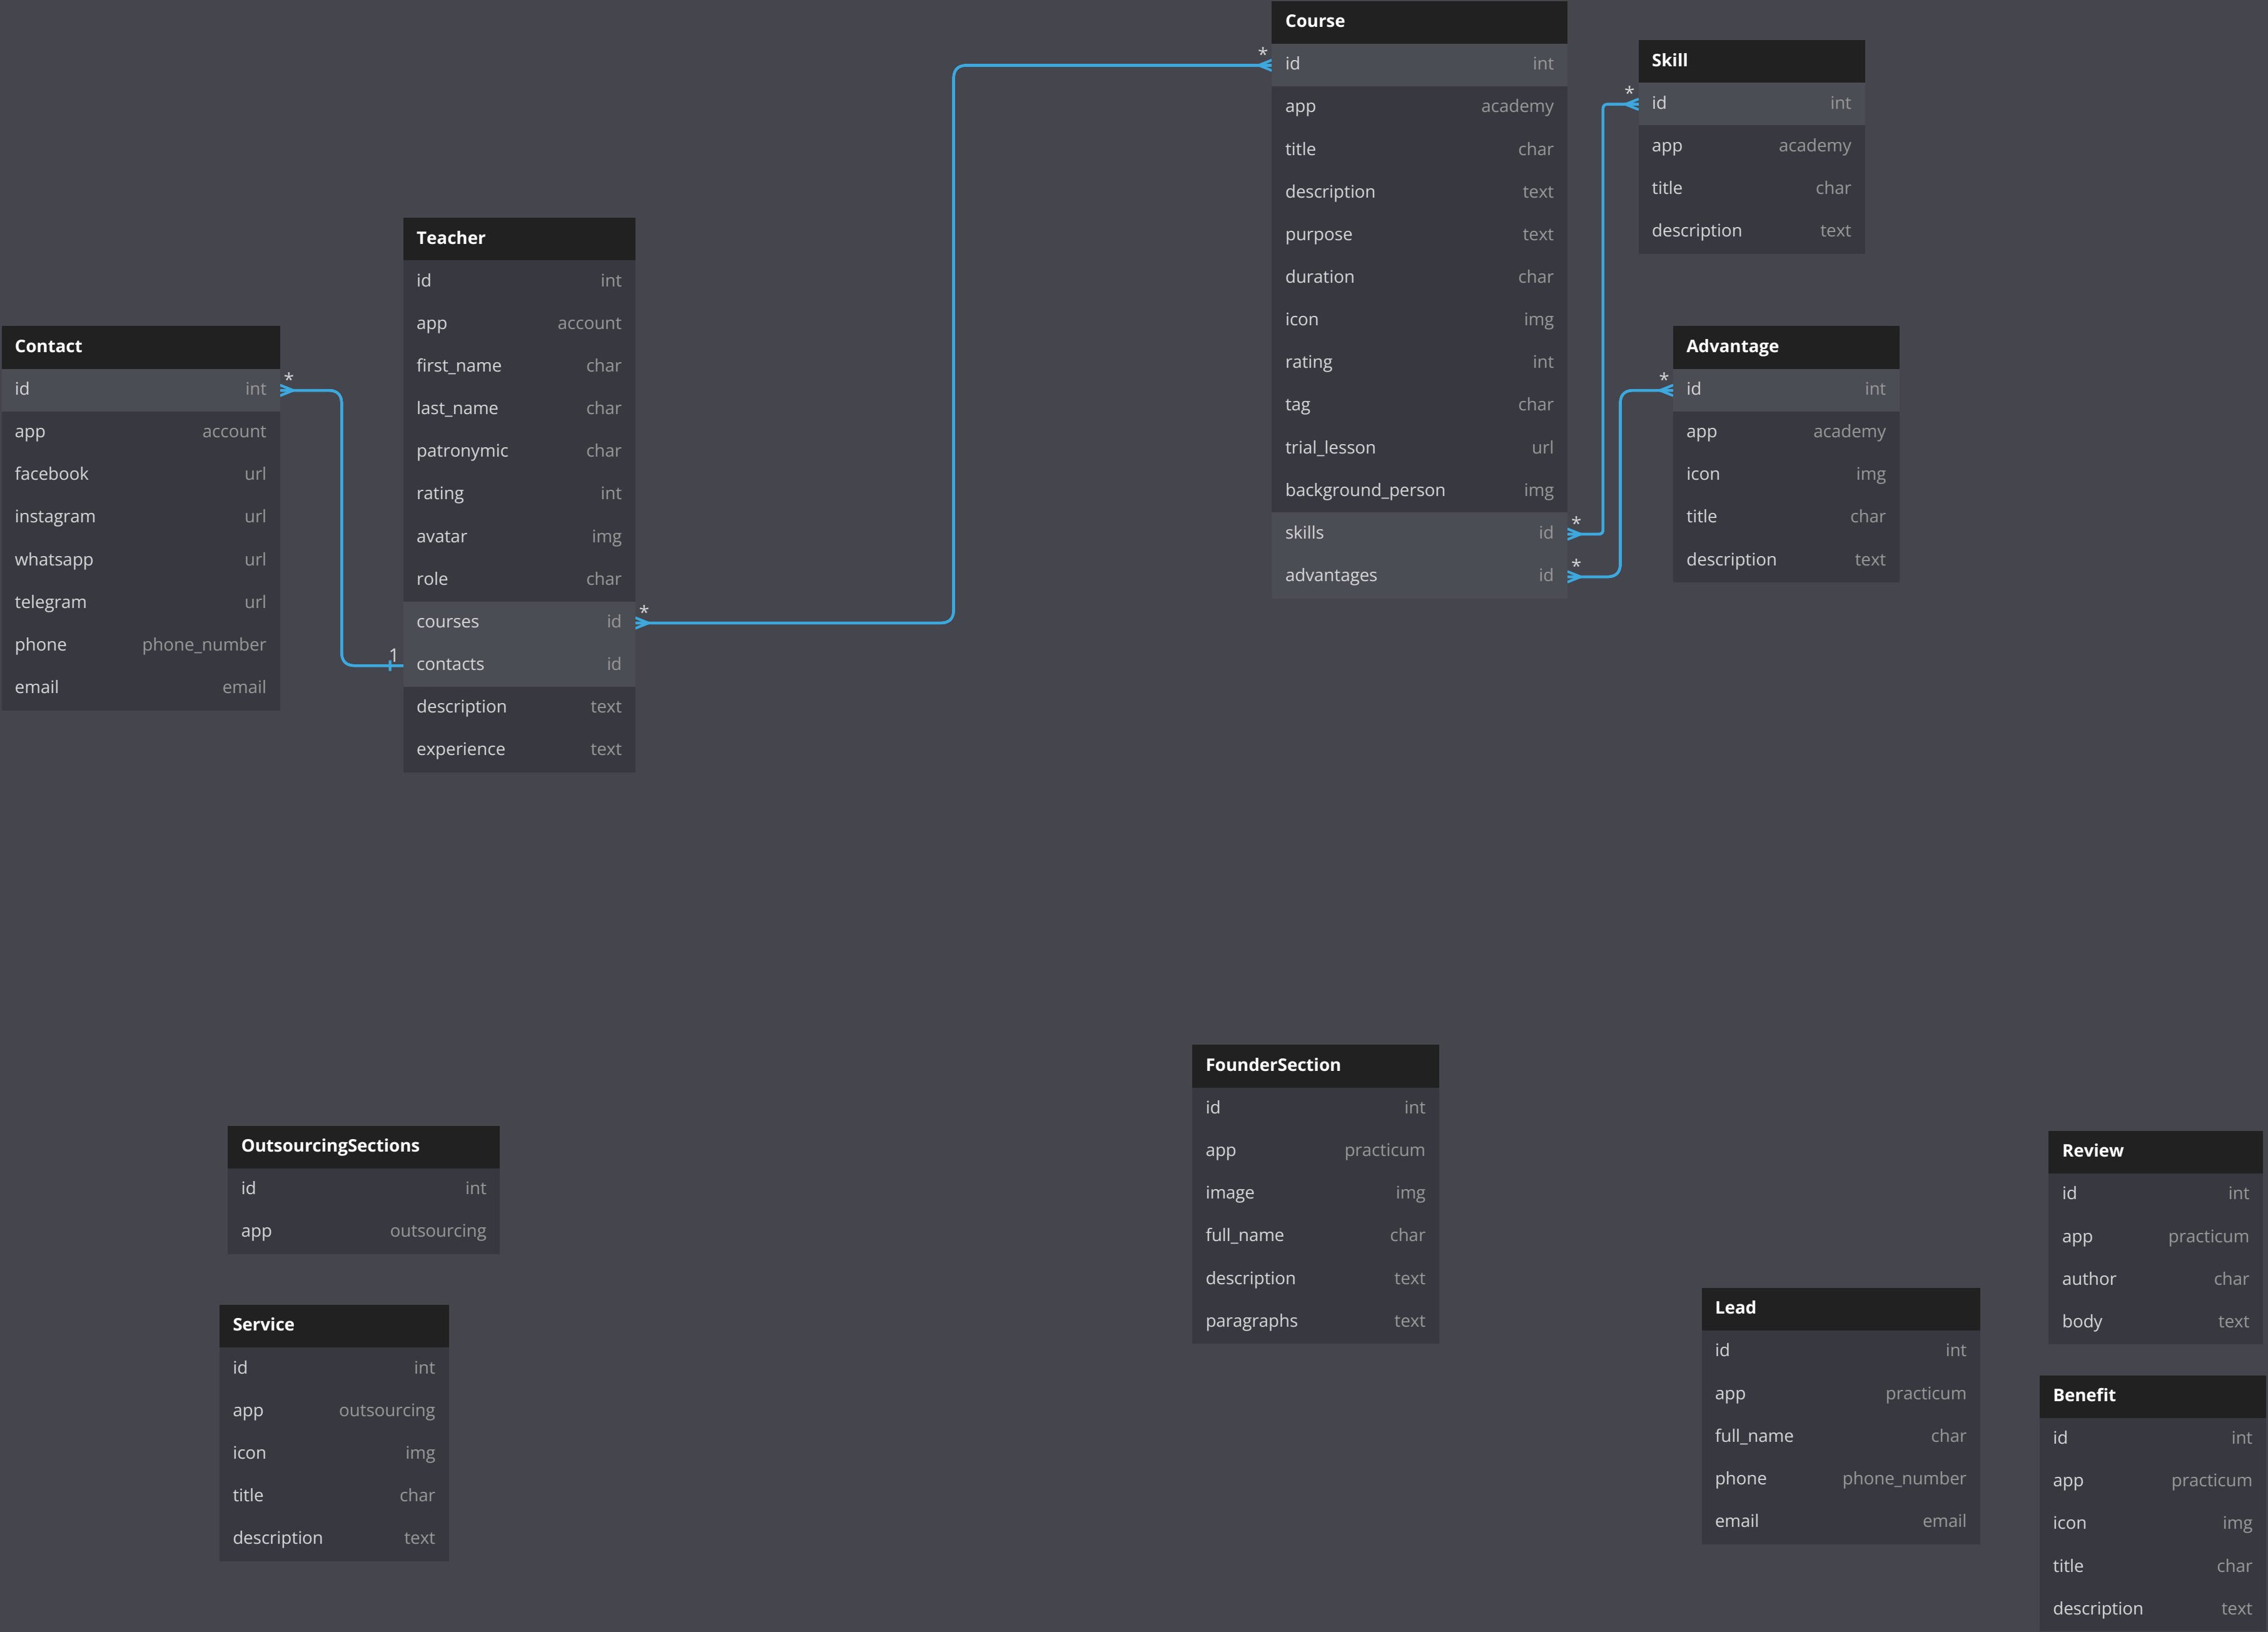 Course
* id int
app academy
title char
description text
purpose text
duration char
icon img
rating int
tag char
trial_lesson url
background_person img
skills id *
advantages id *
Skill
* id int
app academy
title char
description text
Teacher
id int
app account
first_name char
last_name char
patronymic char
rating int
avatar img
role char
courses id *
1 contacts id
description text
experience text
Contact
id int *
app account
facebook url
instagram url
whatsapp url
telegram url
phone phone_number
email email
Advantage
* id int
app academy
icon img
title char
description text
FounderSection
id int
app practicum
image img
full_name char
description text
paragraphs text
OutsourcingSections
id int
app outsourcing
Service
id int
app outsourcing
icon img
title char
description text
Lead
id int
app practicum
full_name char
phone phone_number
email email
Review
id int
app practicum
author char
body text
Benefit
id int
app practicum
icon img
title char
description text